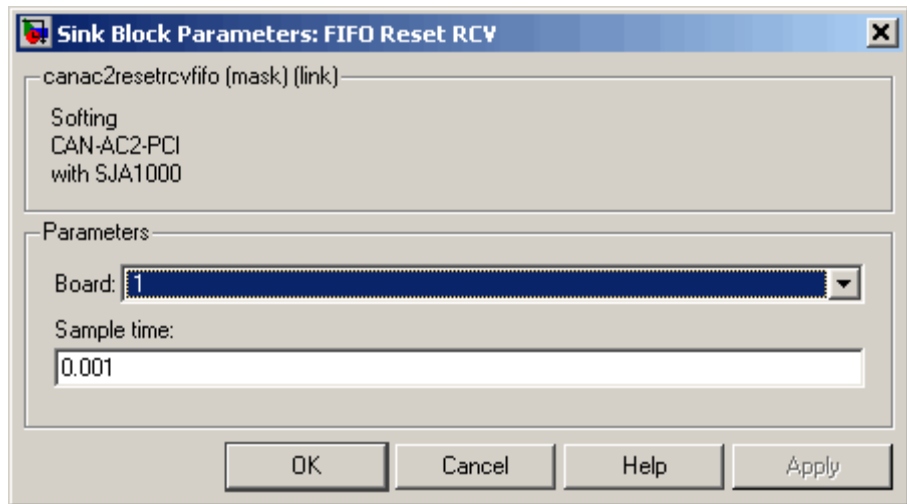 Sink Block Parameters: FIFO Reset RCV
canac2resetrcvfifo (mask) (link)
Softing
CAN-AC2-PCI
with SJA1000
Parameters
Board: 1
Sample time:
0.001
OK Cancel Help Apply